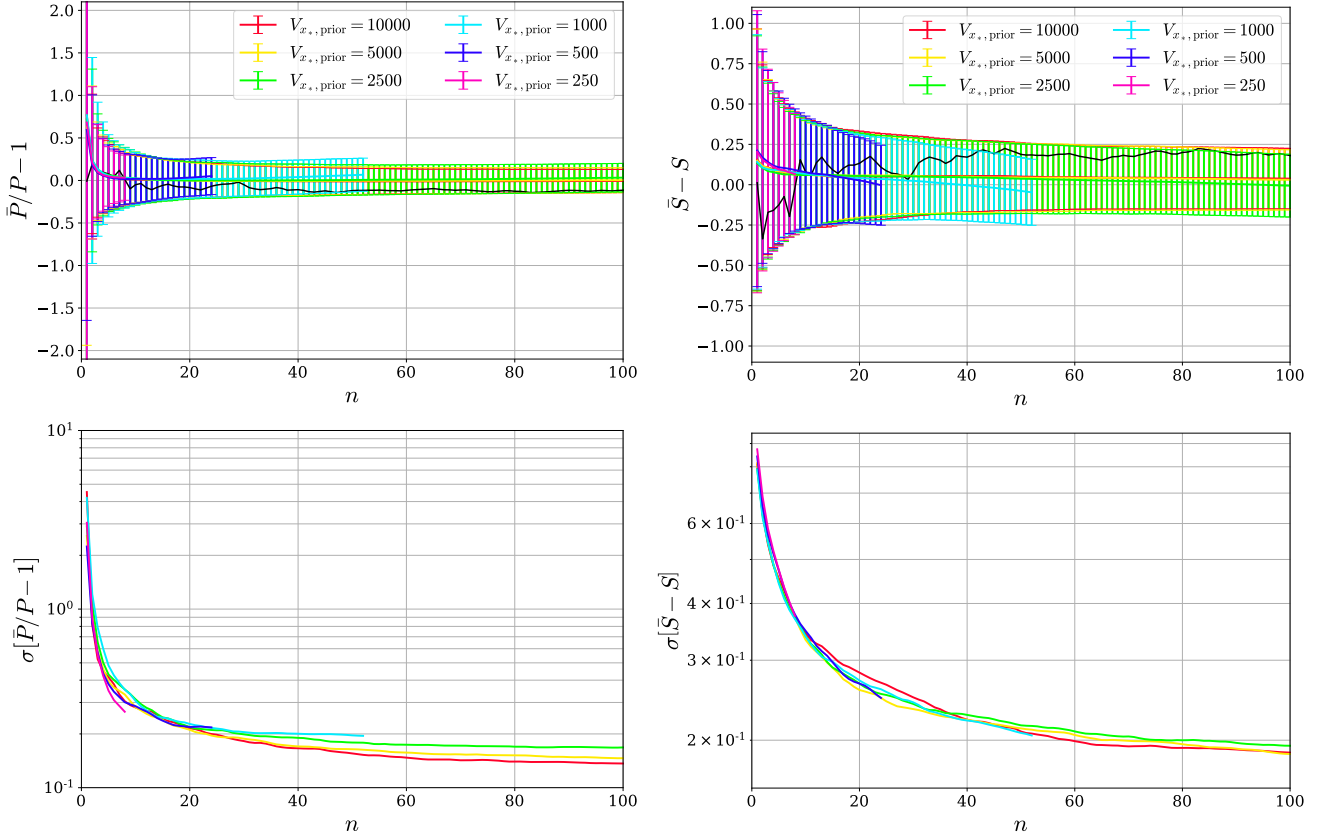 2.0
1.5
1.0
0.5
0.0
−0.5
−1.0
−1.5
−2.0
P̄/P − 1
V_{x_*,prior} = 10000
V_{x_*,prior} = 5000
V_{x_*,prior} = 2500
V_{x_*,prior} = 1000
V_{x_*,prior} = 500
V_{x_*,prior} = 250
0 20 40 60 80 100
n
1.00
0.75
0.50
0.25
0.00
−0.25
−0.50
−0.75
−1.00
S̄ − S
V_{x_*,prior} = 10000
V_{x_*,prior} = 5000
V_{x_*,prior} = 2500
V_{x_*,prior} = 1000
V_{x_*,prior} = 500
V_{x_*,prior} = 250
0 20 40 60 80 100
n
10¹
10⁰
10⁻¹
σ[P̄/P − 1]
0 20 40 60 80 100
n
6 × 10⁻¹
4 × 10⁻¹
3 × 10⁻¹
2 × 10⁻¹
σ[S̄ − S]
0 20 40 60 80 100
n